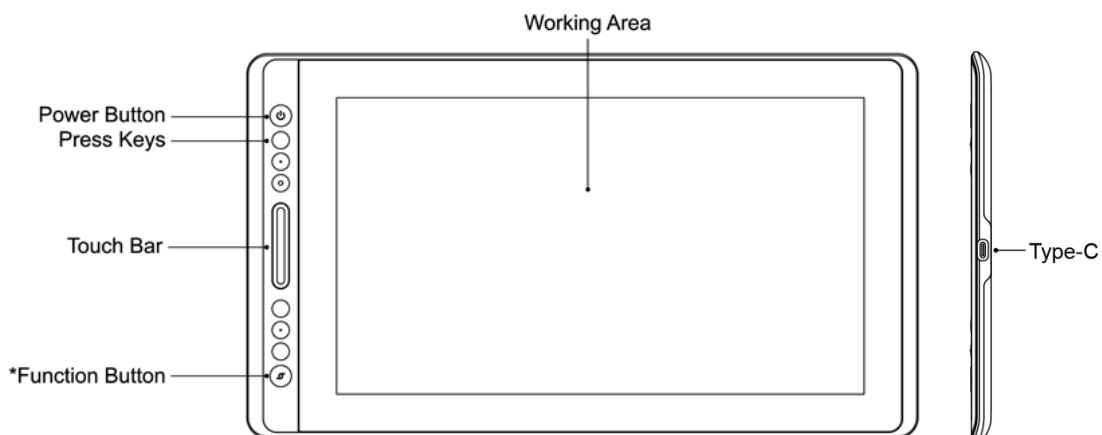 Working Area
Power Button
Press Keys
Touch Bar
Type-C
*Function Button